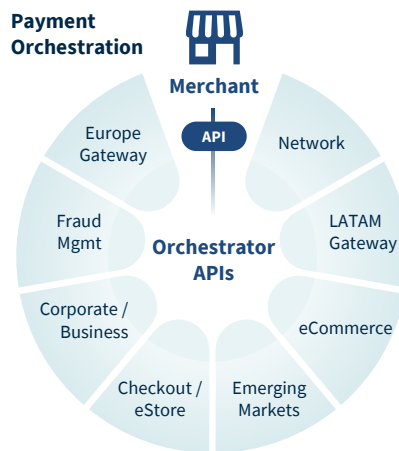 Payment
Orchestration
Merchant
API
Europe
Gateway
Network
Fraud
Mgmt
LATAM
Gateway
Orchestrator
APIs
Corporate /
Business
eCommerce
Checkout /
eStore
Emerging
Markets